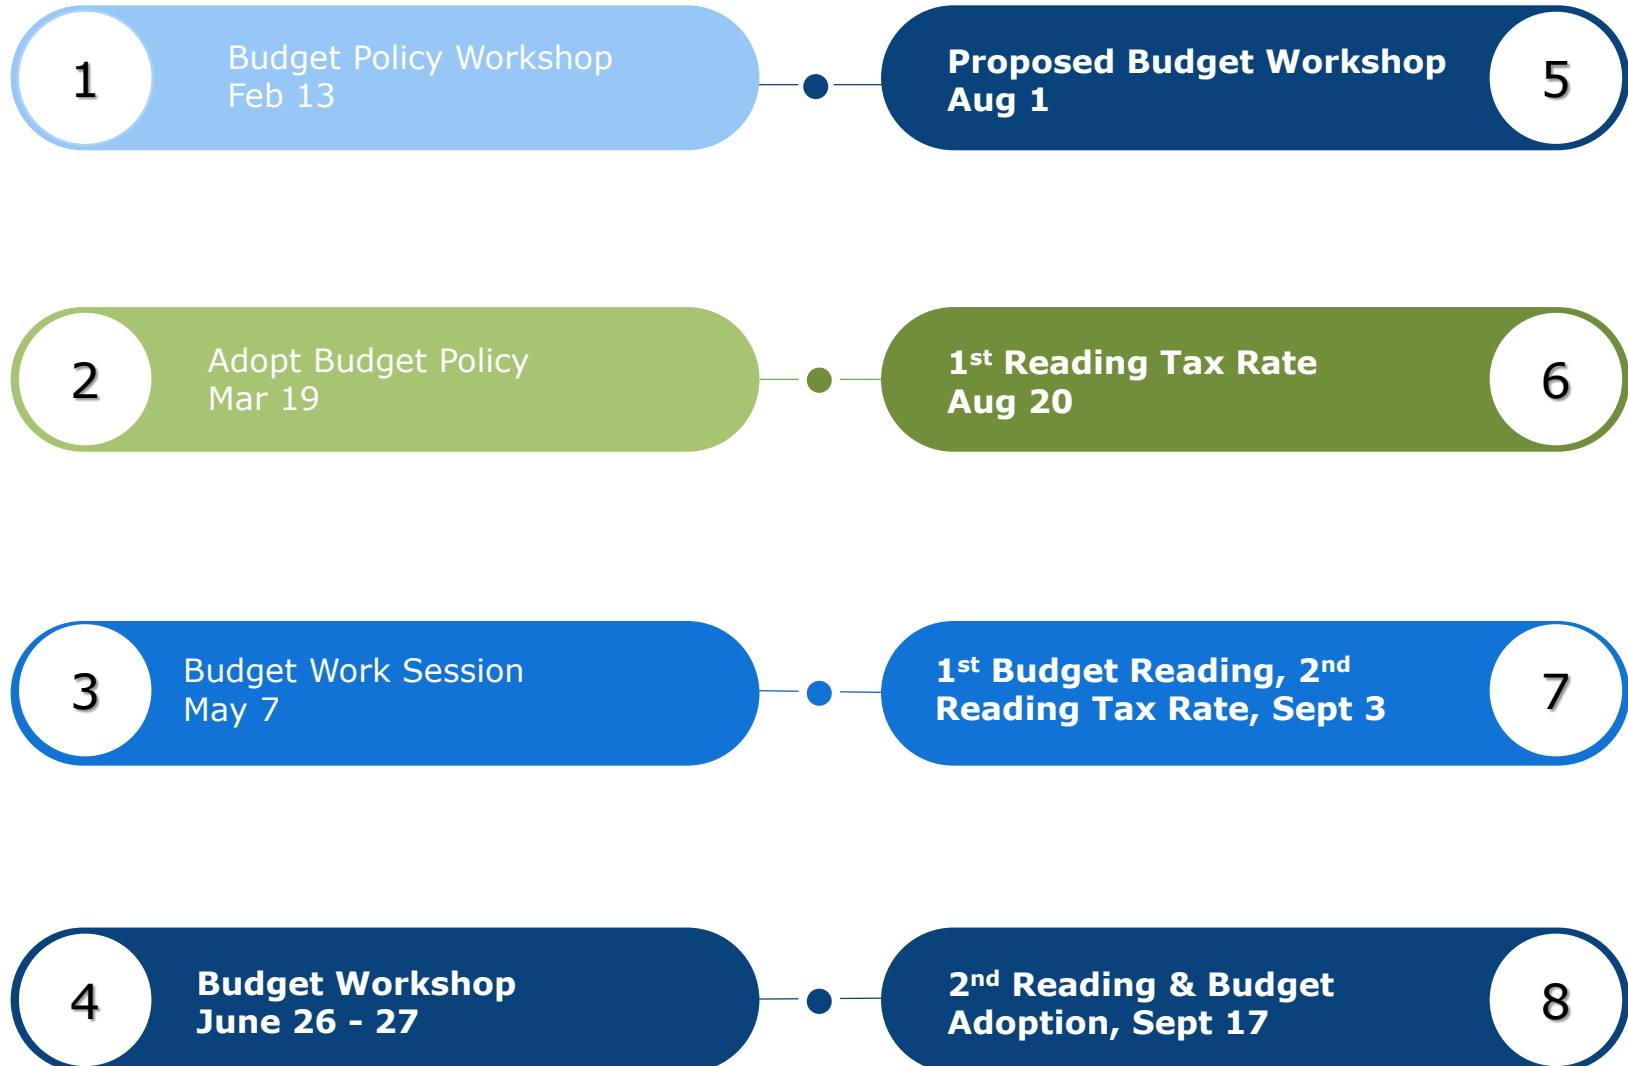 1
Budget Policy Workshop
Feb 13
2
Adopt Budget Policy
Mar 19
3
Budget Work Session
May 7
4
Budget Workshop
June 26 - 27
Proposed Budget Workshop
Aug 1
5
1st Reading Tax Rate
Aug 20
6
1st Budget Reading, 2nd
Reading Tax Rate, Sept 3
7
2nd Reading & Budget
Adoption, Sept 17
8